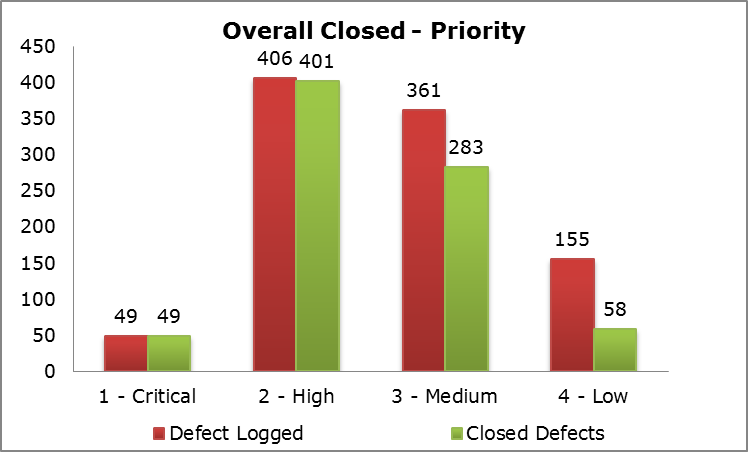 Overall Closed - Priority
450
400
350
300
250
200
150
100
50
0
49
49
406
401
361
283
155
58
1 - Critical
2 - High
3 - Medium
4 - Low
Defect Logged
Closed Defects